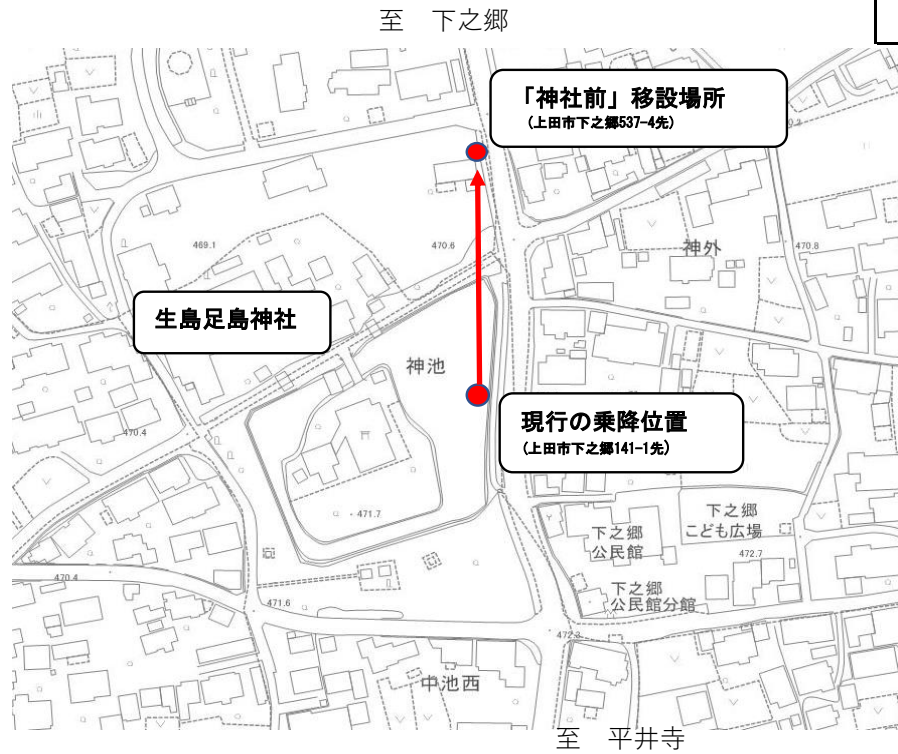 至　下之郷
「神社前」移設場所
(上田市下之郷537-4先)
神外
470.8
469.1
470.6
生島足島神社
神池
現行の乗降位置
(上田市下之郷141-1先)
470.4
471.7
下之郷
こども広場
下之郷
公民館
472.7
470.4
下之郷
公民館分館
471.6
472.3
中池西
至　平井寺